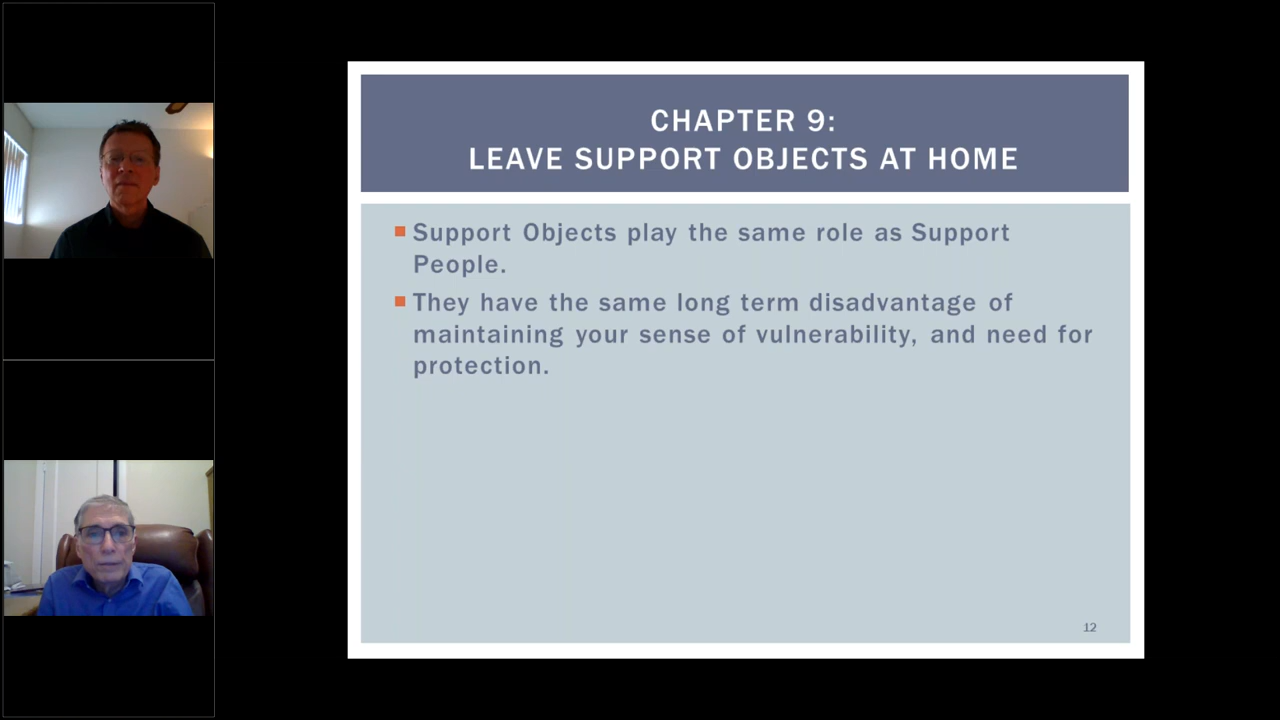 CHAPTER 9:
LEAVE SUPPORT OBJECTS AT HOME
Support Objects play the same role as Support
People.
They have the same long term disadvantage of
maintaining your sense of vulnerability, and need for
protection.
12